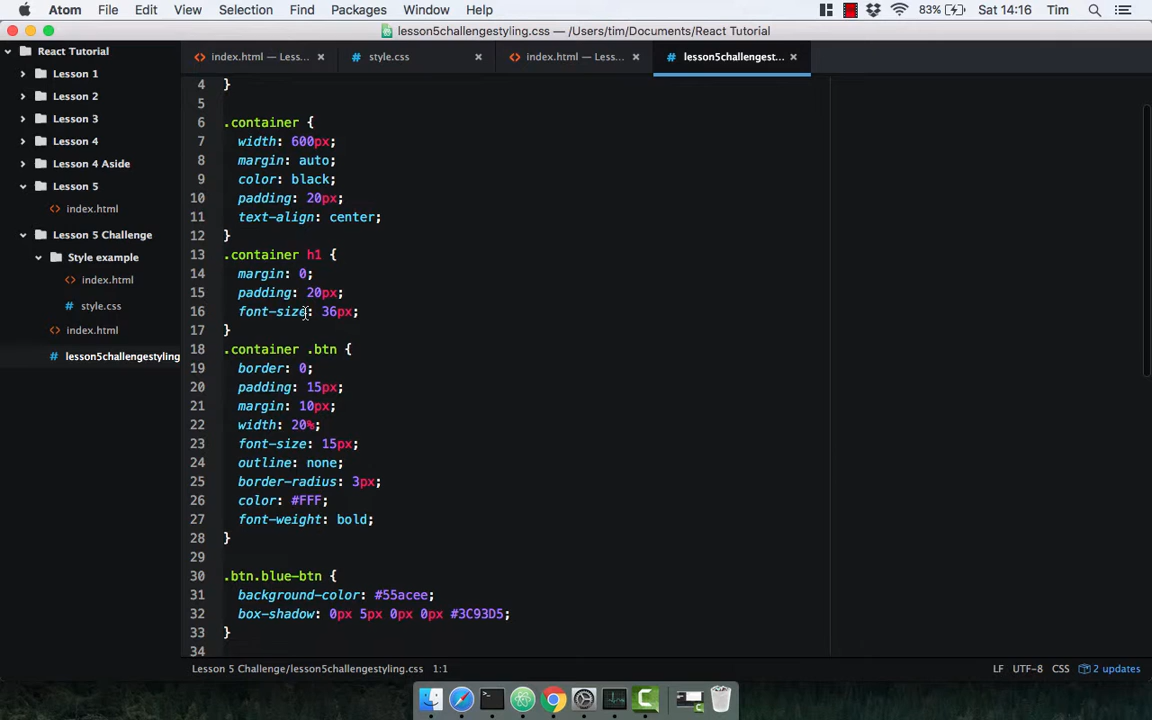 Atom File Edit View Selection Find Packages Window Help 83% Sat 14:16 Tim
lesson5challengestyling.css — /Users/tim/Documents/React Tutorial
React Tutorial
Lesson 1
Lesson 2
Lesson 3
Lesson 4
Lesson 4 Aside
Lesson 5
index.html
Lesson 5 Challenge
Style example
index.html
style.css
index.html
lesson5challengestyling
index.html — Less... style.css index.html — Less... lesson5challengest...
4 }
5
6 .container {
7 width: 600px;
8 margin: auto;
9 color: black;
10 padding: 20px;
11 text-align: center;
12 }
13 .container h1 {
14 margin: 0;
15 padding: 20px;
16 font-size: 36px;
17 }
18 .container .btn {
19 border: 0;
20 padding: 15px;
21 margin: 10px;
22 width: 20%;
23 font-size: 15px;
24 outline: none;
25 border-radius: 3px;
26 color: #FFF;
27 font-weight: bold;
28 }
29
30 .btn.blue-btn {
31 background-color: #55acee;
32 box-shadow: 0px 5px 0px 0px #3C93D5;
33 }
34
Lesson 5 Challenge/lesson5challengestyling.css 1:1 LF UTF-8 CSS 2 updates